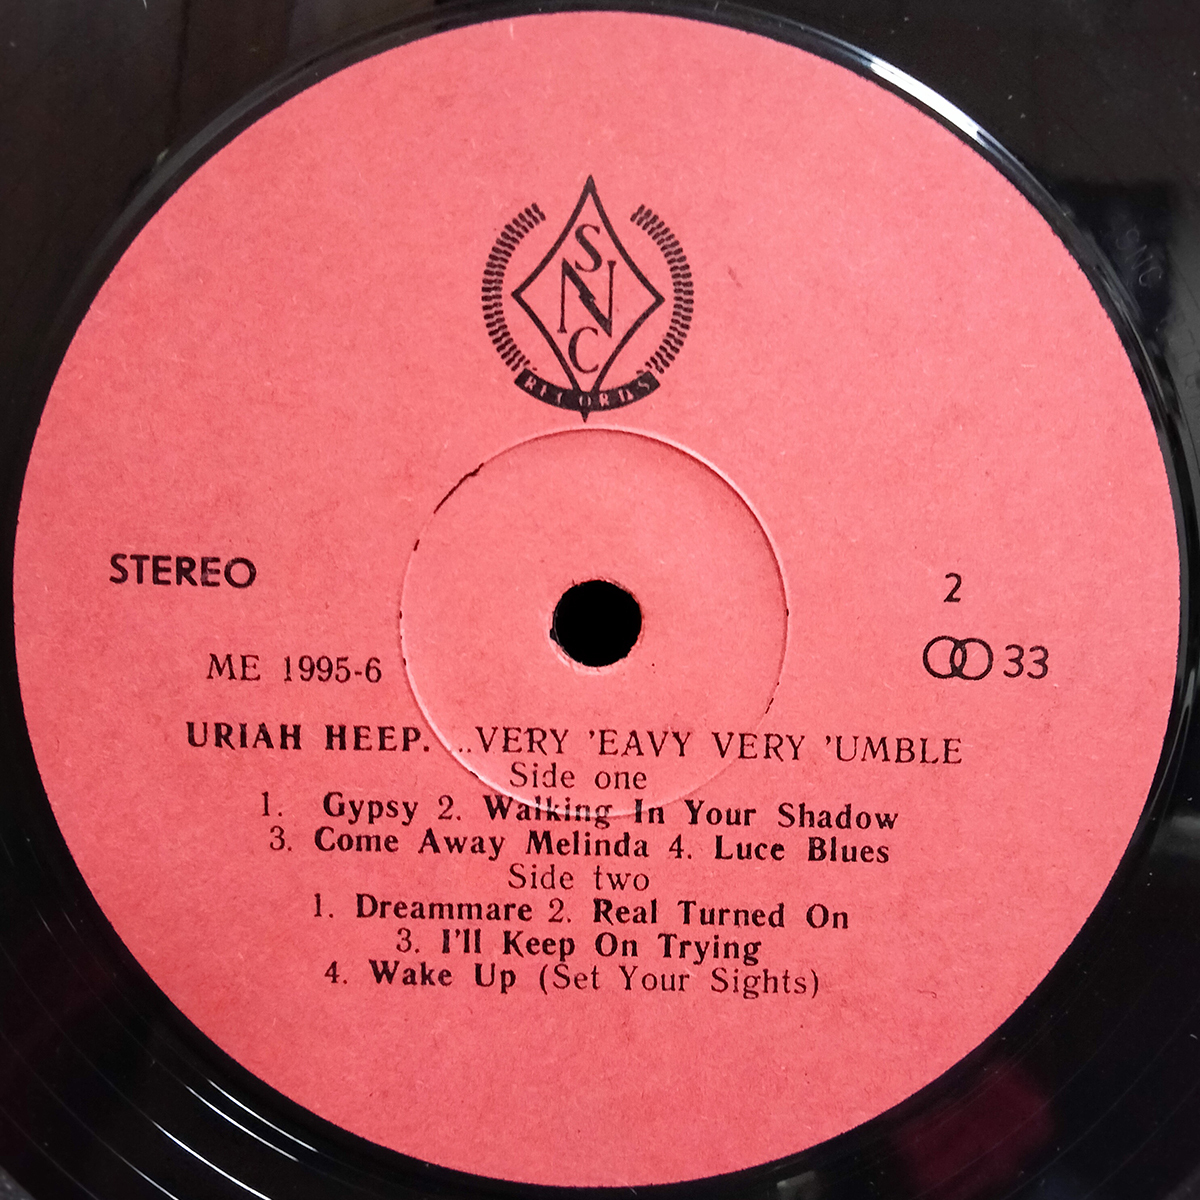 SNC
RECORDS
STEREO
2
33
ME 1995-6
URIAH HEEP. ...VERY 'EAVY VERY 'UMBLE
Side one
1. Gypsy 2. Walking In Your Shadow
3. Come Away Melinda 4. Luce Blues
Side two
1. Dreammare 2. Real Turned On
3. I'll Keep On Trying
4. Wake Up (Set Your Sights)